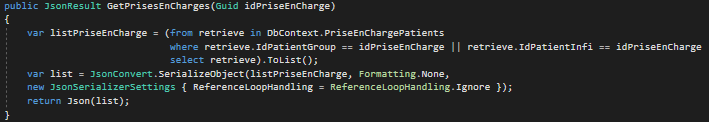 public JsonResult GetPrisesEnCharges(Guid idPriseEnCharge)
{
var listPriseEnCharge = (from retrieve in DbContext.PriseEnChargePatients
where retrieve.IdPatientGroup == idPriseEnCharge || retrieve.IdPatientInfi == idPriseEnCharge
select retrieve).ToList();
var list = JsonConvert.SerializeObject(listPriseEnCharge, Formatting.None,
new JsonSerializerSettings { ReferenceLoopHandling = ReferenceLoopHandling.Ignore });
return Json(list);
}